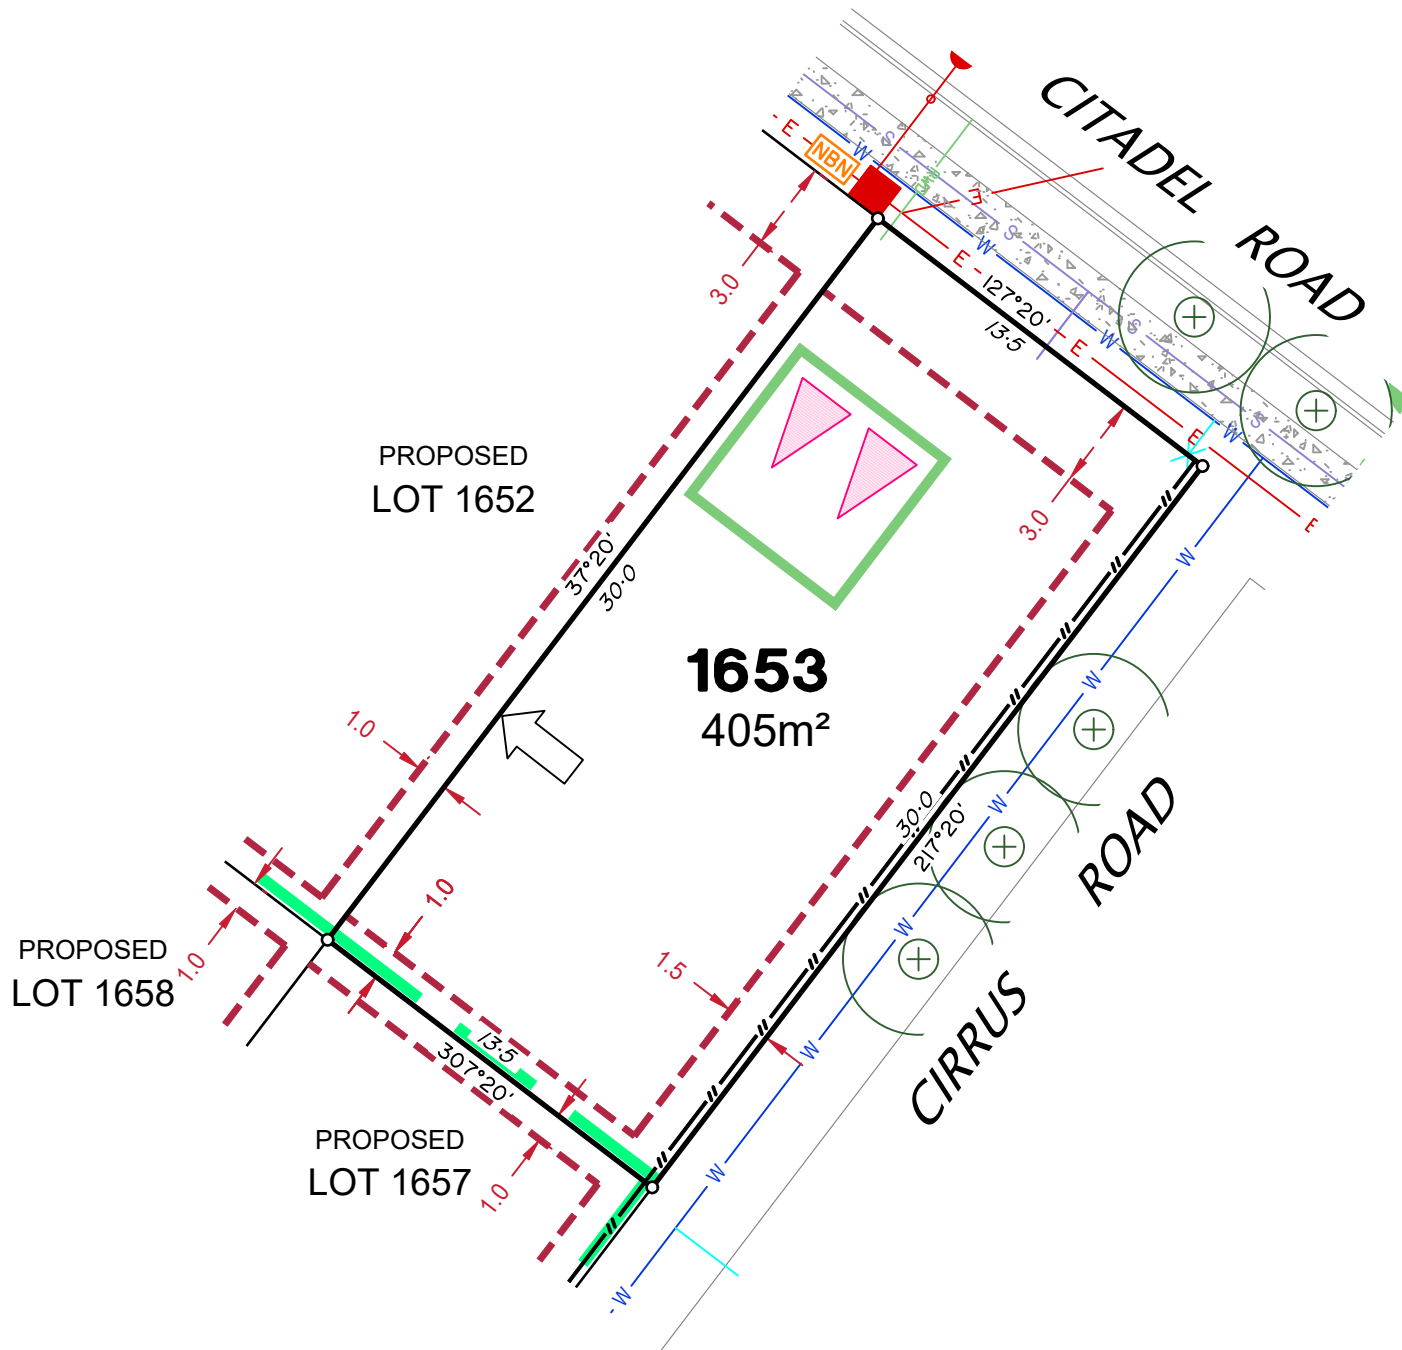 CITADEL ROAD
E
NBN
W
S
E
3.0
E
W
S
127°20'
13·5
E
W
S
E
W
S
3.0
E
PROPOSED
LOT 1652
37°20'
30·0
W
1653
405m²
W
1.0
W
30·0
217°20'
CIRRUS ROAD
1.0
W
PROPOSED
LOT 1658
1.0
1.5
13·5
307°20'
W
PROPOSED
LOT 1657
1.0
W
W